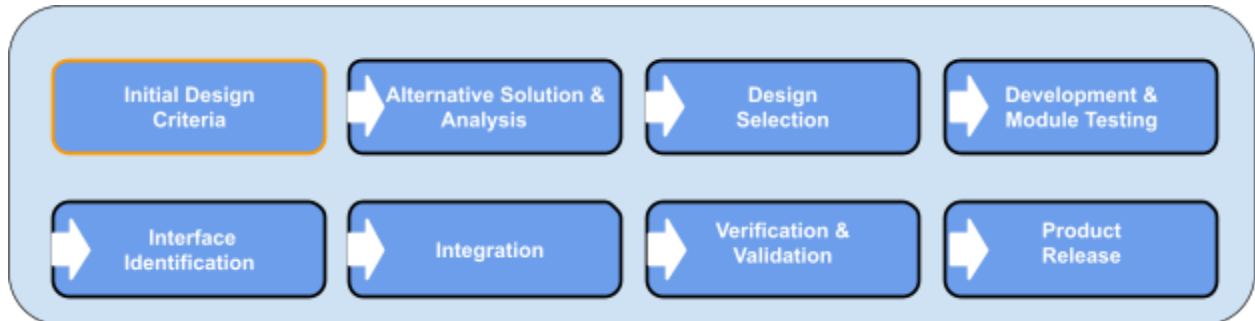 Initial Design
Criteria
Alternative Solution &
Analysis
Design
Selection
Development &
Module Testing
Interface
Identification
Integration
Verification &
Validation
Product
Release